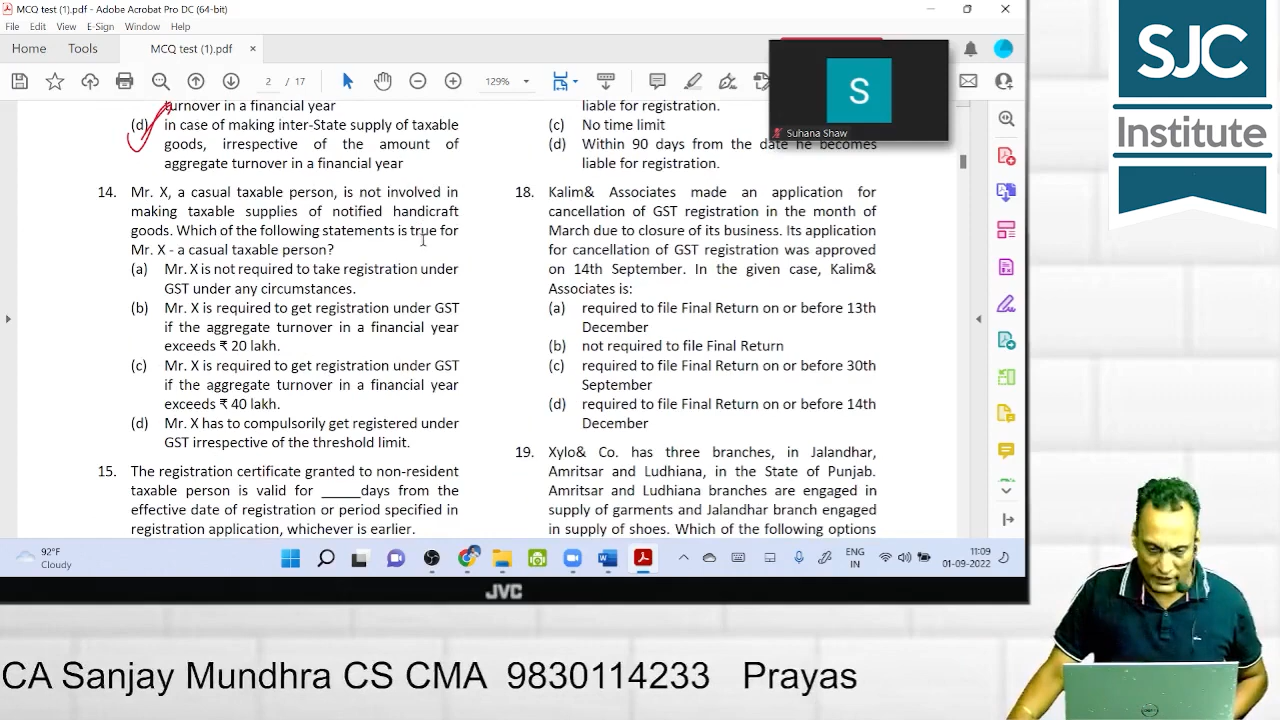 MCQ test (1).pdf - Adobe Acrobat Pro DC (64-bit)
File Edit View E-Sign Window Help
Home Tools MCQ test (1).pdf ×
2 / 17 129%
S
Suhana Shaw
turnover in a financial year
(d) in case of making inter-State supply of taxable
goods, irrespective of the amount of
aggregate turnover in a financial year
14. Mr. X, a casual taxable person, is not involved in
making taxable supplies of notified handicraft
goods. Which of the following statements is true for
Mr. X - a casual taxable person?
(a) Mr. X is not required to take registration under
GST under any circumstances.
(b) Mr. X is required to get registration under GST
if the aggregate turnover in a financial year
exceeds ₹ 20 lakh.
(c) Mr. X is required to get registration under GST
if the aggregate turnover in a financial year
exceeds ₹ 40 lakh.
(d) Mr. X has to compulsorily get registered under
GST irrespective of the threshold limit.
15. The registration certificate granted to non-resident
taxable person is valid for _____days from the
effective date of registration or period specified in
registration application, whichever is earlier.
liable for registration.
(c) No time limit
(d) Within 90 days from the date he becomes
liable for registration.
18. Kalim& Associates made an application for
cancellation of GST registration in the month of
March due to closure of its business. Its application
for cancellation of GST registration was approved
on 14th September. In the given case, Kalim&
Associates is:
(a) required to file Final Return on or before 13th
December
(b) not required to file Final Return
(c) required to file Final Return on or before 30th
September
(d) required to file Final Return on or before 14th
December
19. Xylo& Co. has three branches, in Jalandhar,
Amritsar and Ludhiana, in the State of Punjab.
Amritsar and Ludhiana branches are engaged in
supply of garments and Jalandhar branch engaged
in supply of shoes. Which of the following options
92°F
Cloudy
ENG
IN
11:09
01-09-2022
JVC
SJC
Institute
CA Sanjay Mundhra CS CMA 9830114233 Prayas